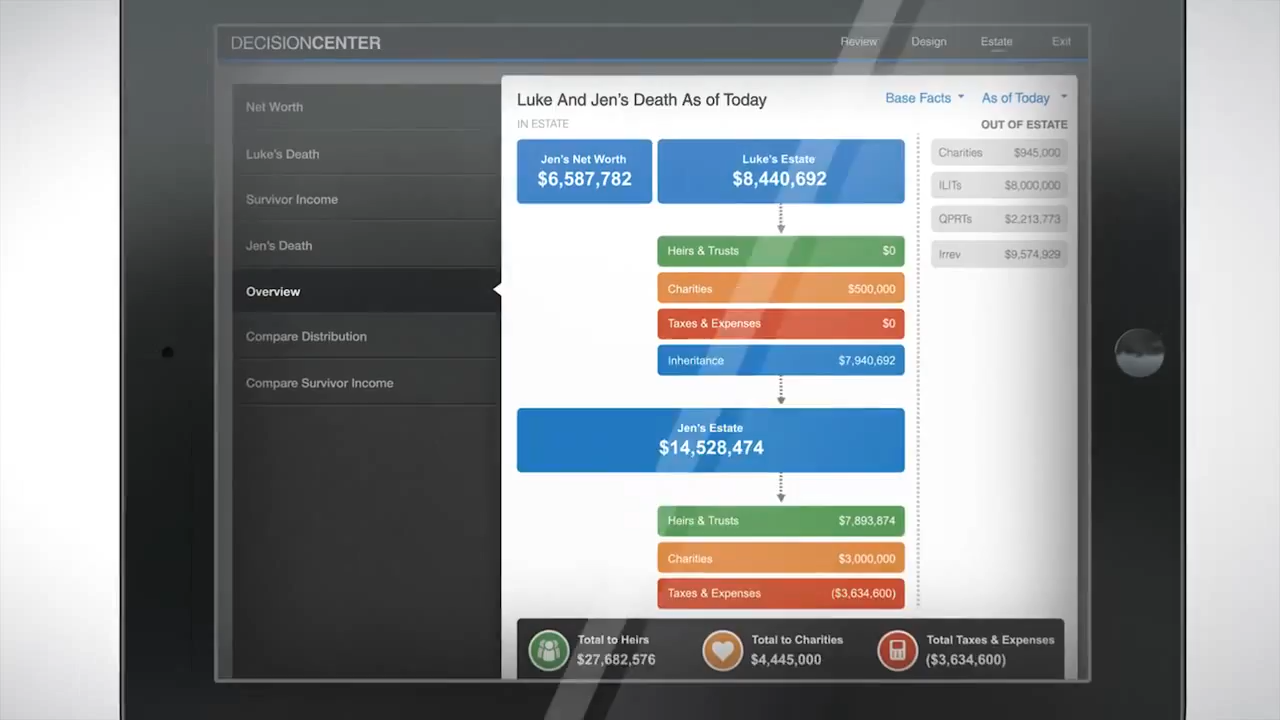 DECISIONCENTER
Review Design Estate Exit
Net Worth
Luke's Death
Survivor Income
Jen's Death
Overview
Compare Distribution
Compare Survivor Income
Luke And Jen's Death As of Today
Base Facts As of Today
IN ESTATE
OUT OF ESTATE
Jen's Net Worth
$6,587,782
Luke's Estate
$8,440,692
Heirs & Trusts $0
Charities $500,000
Taxes & Expenses $0
Inheritance $7,940,692
Jen's Estate
$14,528,474
Heirs & Trusts $7,893,874
Charities $3,000,000
Taxes & Expenses ($3,634,600)
Charities $945,000
ILITs $8,000,000
QPRTs $2,213,773
Irrev $9,574,929
Total to Heirs
$27,682,576
Total to Charities
$4,445,000
Total Taxes & Expenses
($3,634,600)